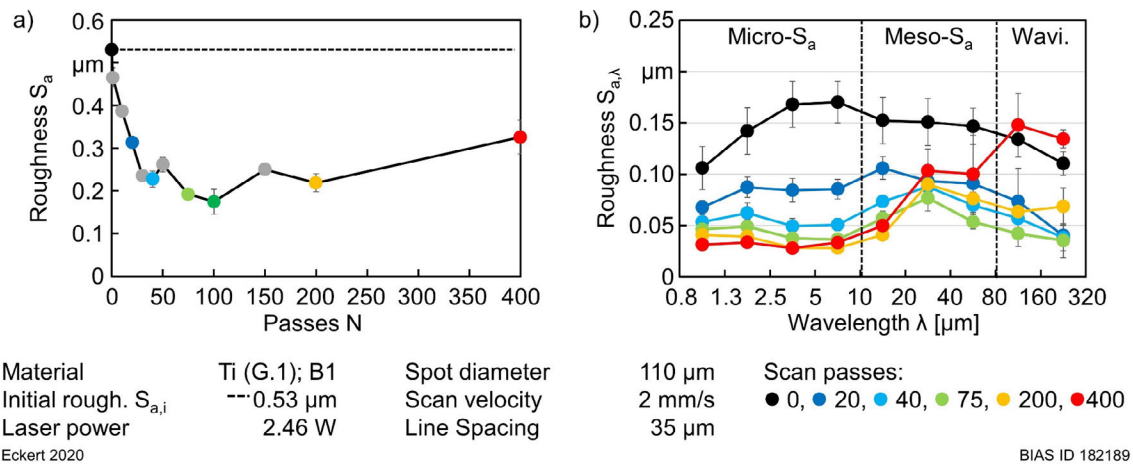 a)
0.6
µm
0.4
0.3
0.2
0.1
0
Roughness Sa
0 50 100 150 200 250 300 350 400
Passes N
b)
0.25
µm
0.15
0.10
0.05
0
Roughness Sa,λ
Micro-Sa Meso-Sa Wavi.
0.8 1.3 2.5 5 10 20 40 80 160 320
Wavelength λ [µm]
Material Ti (G.1); B1 Spot diameter 110 µm
Initial rough. Sa,i 0.53 µm Scan velocity 2 mm/s
Laser power 2.46 W Line Spacing 35 µm
Scan passes:
0, 20, 40, 75, 200, 400
Eckert 2020
BIAS ID 182189